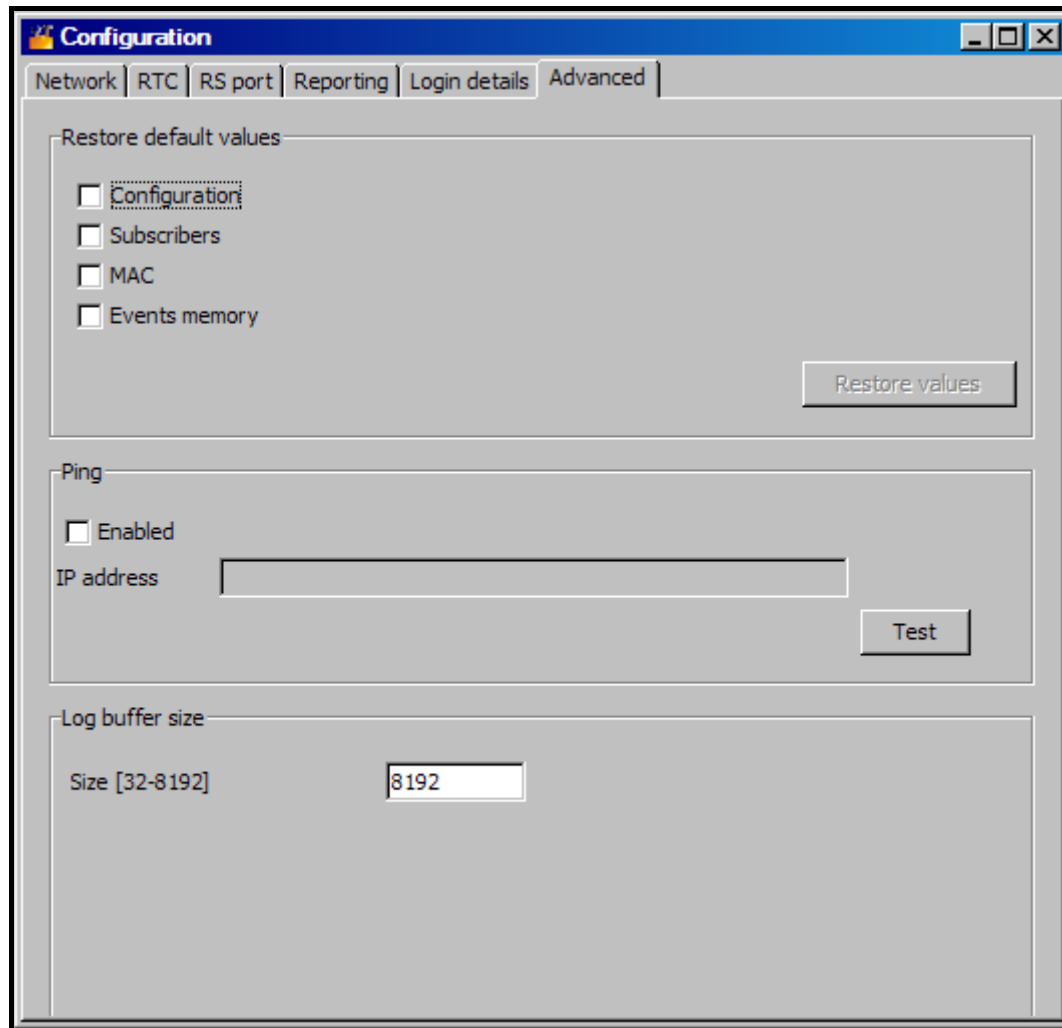 Configuration
Network RTC RS port Reporting Login details Advanced
Restore default values
Configuration
Subscribers
MAC
Events memory
Restore values
Ping
Enabled
IP address
Test
Log buffer size
Size [32-8192] 8192